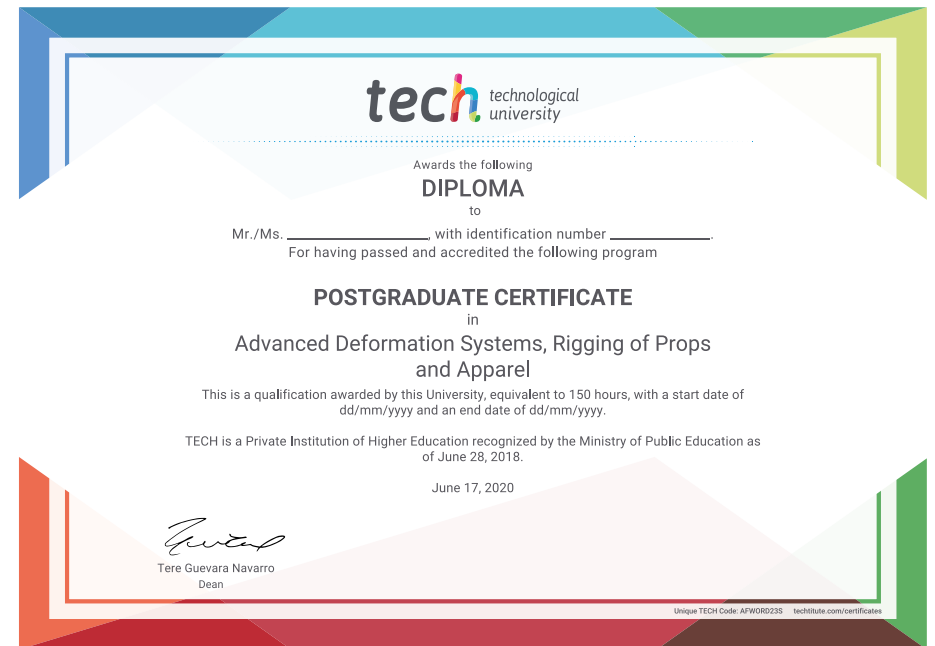 tech technological
university
Awards the following
DIPLOMA
to
Mr./Ms. ____________________, with identification number ______________.
For having passed and accredited the following program
POSTGRADUATE CERTIFICATE
in
Advanced Deformation Systems, Rigging of Props
and Apparel
This is a qualification awarded by this University, equivalent to 150 hours, with a start date of
dd/mm/yyyy and an end date of dd/mm/yyyy.
TECH is a Private Institution of Higher Education recognized by the Ministry of Public Education as
of June 28, 2018.
June 17, 2020
Tere Guevara Navarro
Dean
Unique TECH Code: AFWORD23S techtitute.com/certificates